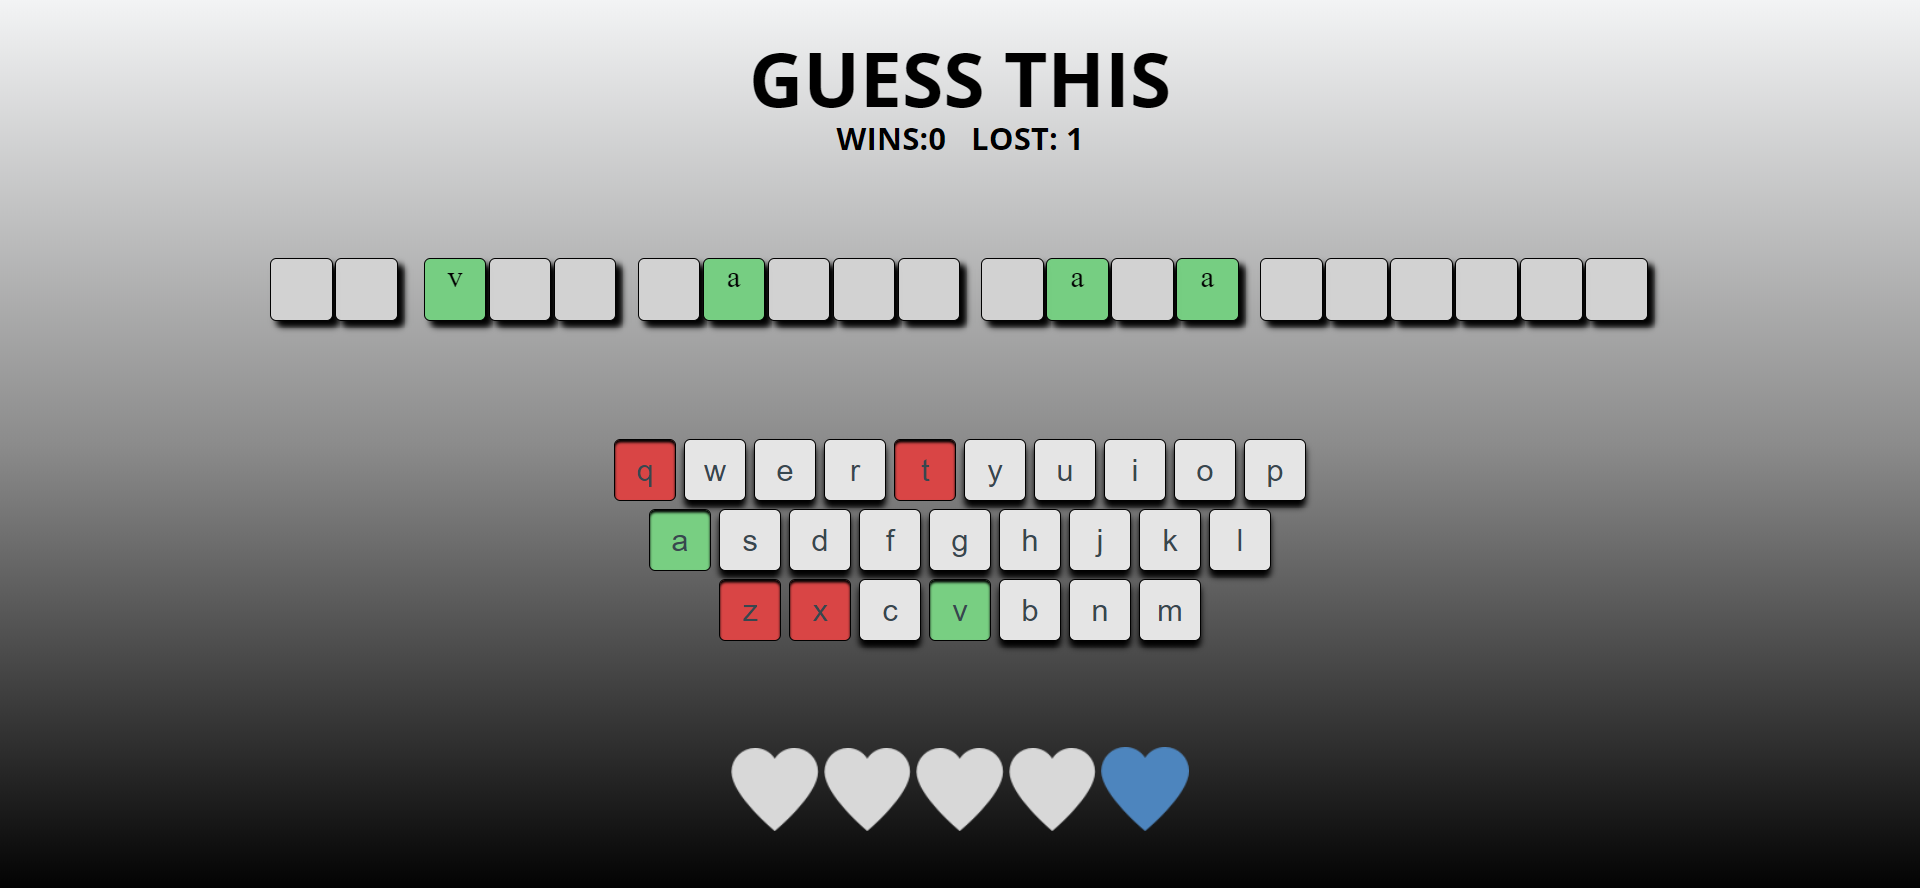 GUESS THIS
WINS:0 LOST: 1
v a a a
q w e r t y u i o p
a s d f g h j k l
z x c v b n m